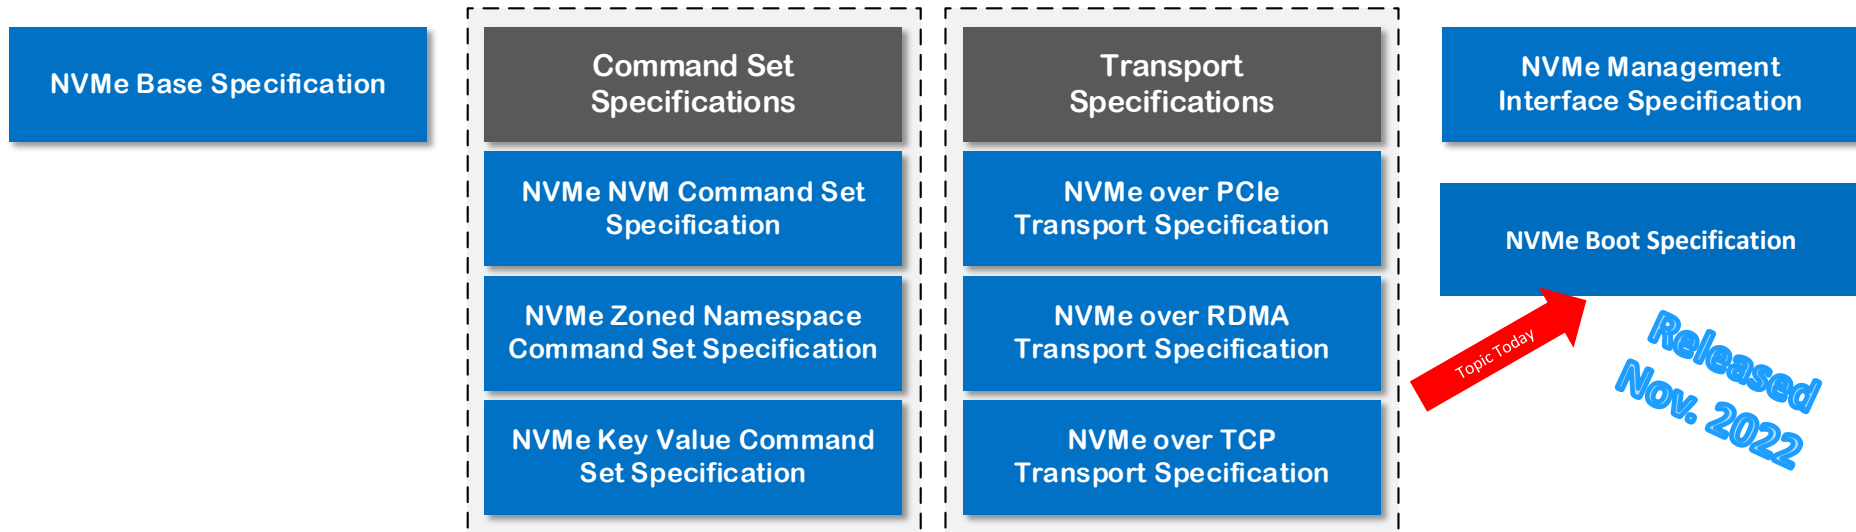 NVMe Base Specification
Command Set
Specifications
NVMe NVM Command Set
Specification
NVMe Zoned Namespace
Command Set Specification
NVMe Key Value Command
Set Specification
Transport
Specifications
NVMe over PCIe
Transport Specification
NVMe over RDMA
Transport Specification
NVMe over TCP
Transport Specification
NVMe Management
Interface Specification
NVMe Boot Specification
Topic Today
Released
Nov. 2022